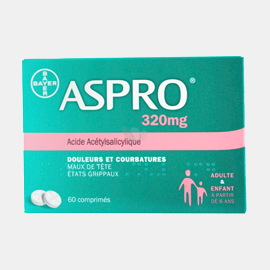 BAYER
BAYER
ASPRO®
320mg
Acide Acétylsalicylique
DOULEURS ET COURBATURES
MAUX DE TÊTE
ÉTATS GRIPPAUX
60 comprimés
ADULTE
&
ENFANT
À PARTIR
DE 6 ANS